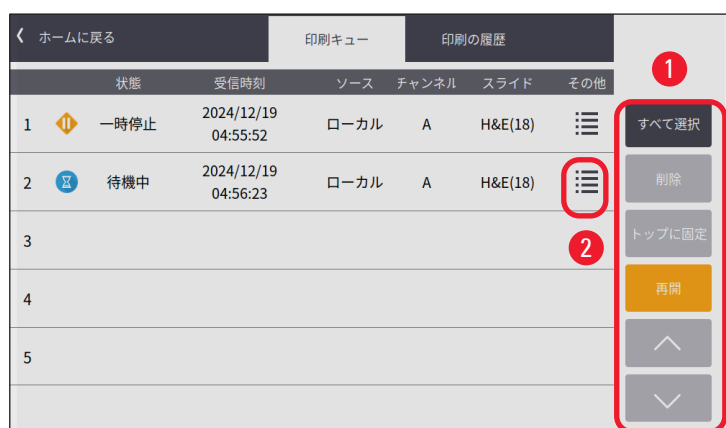 ホームに戻る 印刷キュー 印刷の履歴
状態 受信時刻 ソース チャンネル スライド その他
1 一時停止 2024/12/19 04:55:52 ローカル A H&E(18)
2 待機中 2024/12/19 04:56:23 ローカル A H&E(18)
3
4
5
1
すべて選択
削除
トップに固定
再開
2